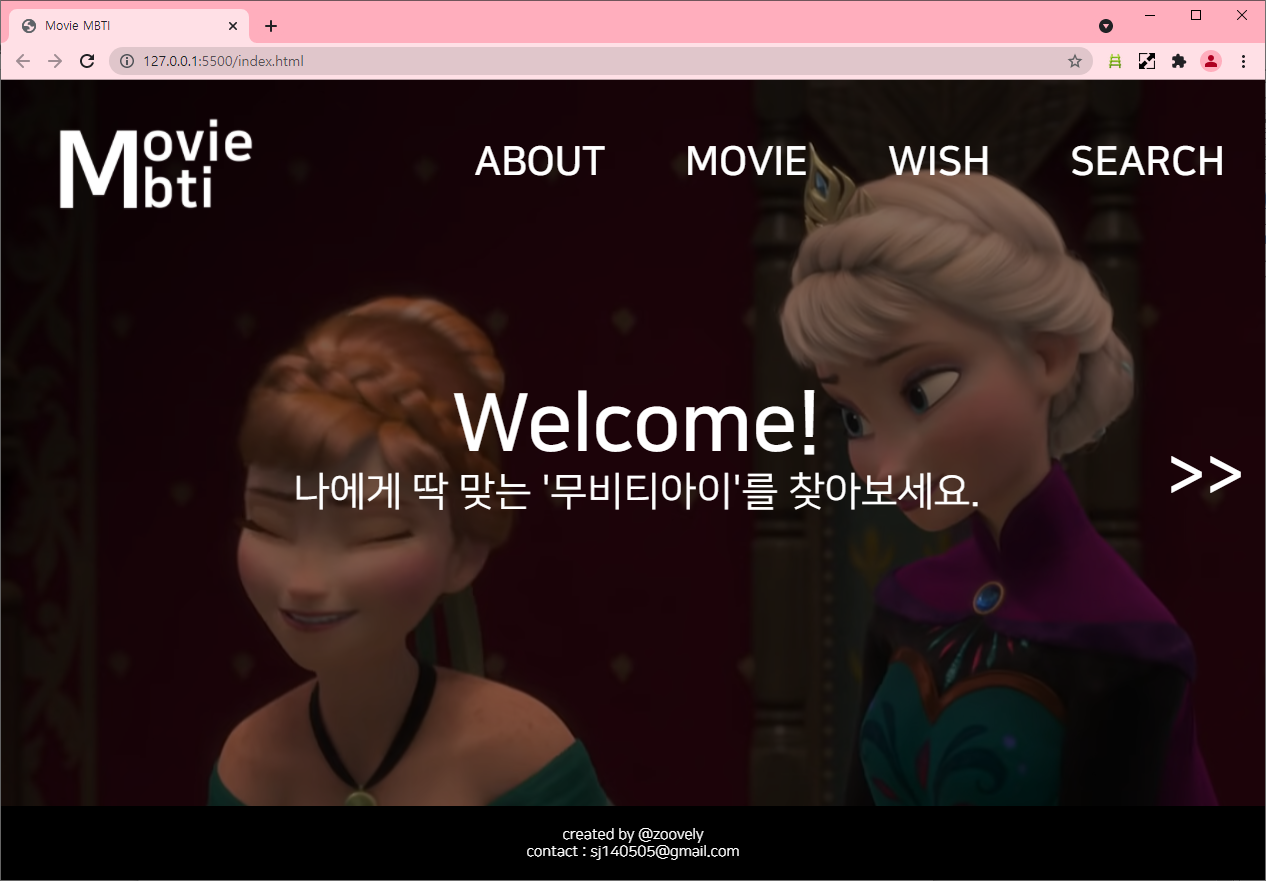 Movie MBTI
127.0.0.1:5500/index.html
Movie
Mbti
ABOUT MOVIE WISH SEARCH
Welcome!
나에게 딱 맞는 '무비티아이'를 찾아보세요.
>>
created by @zoovely
contact : sj140505@gmail.com